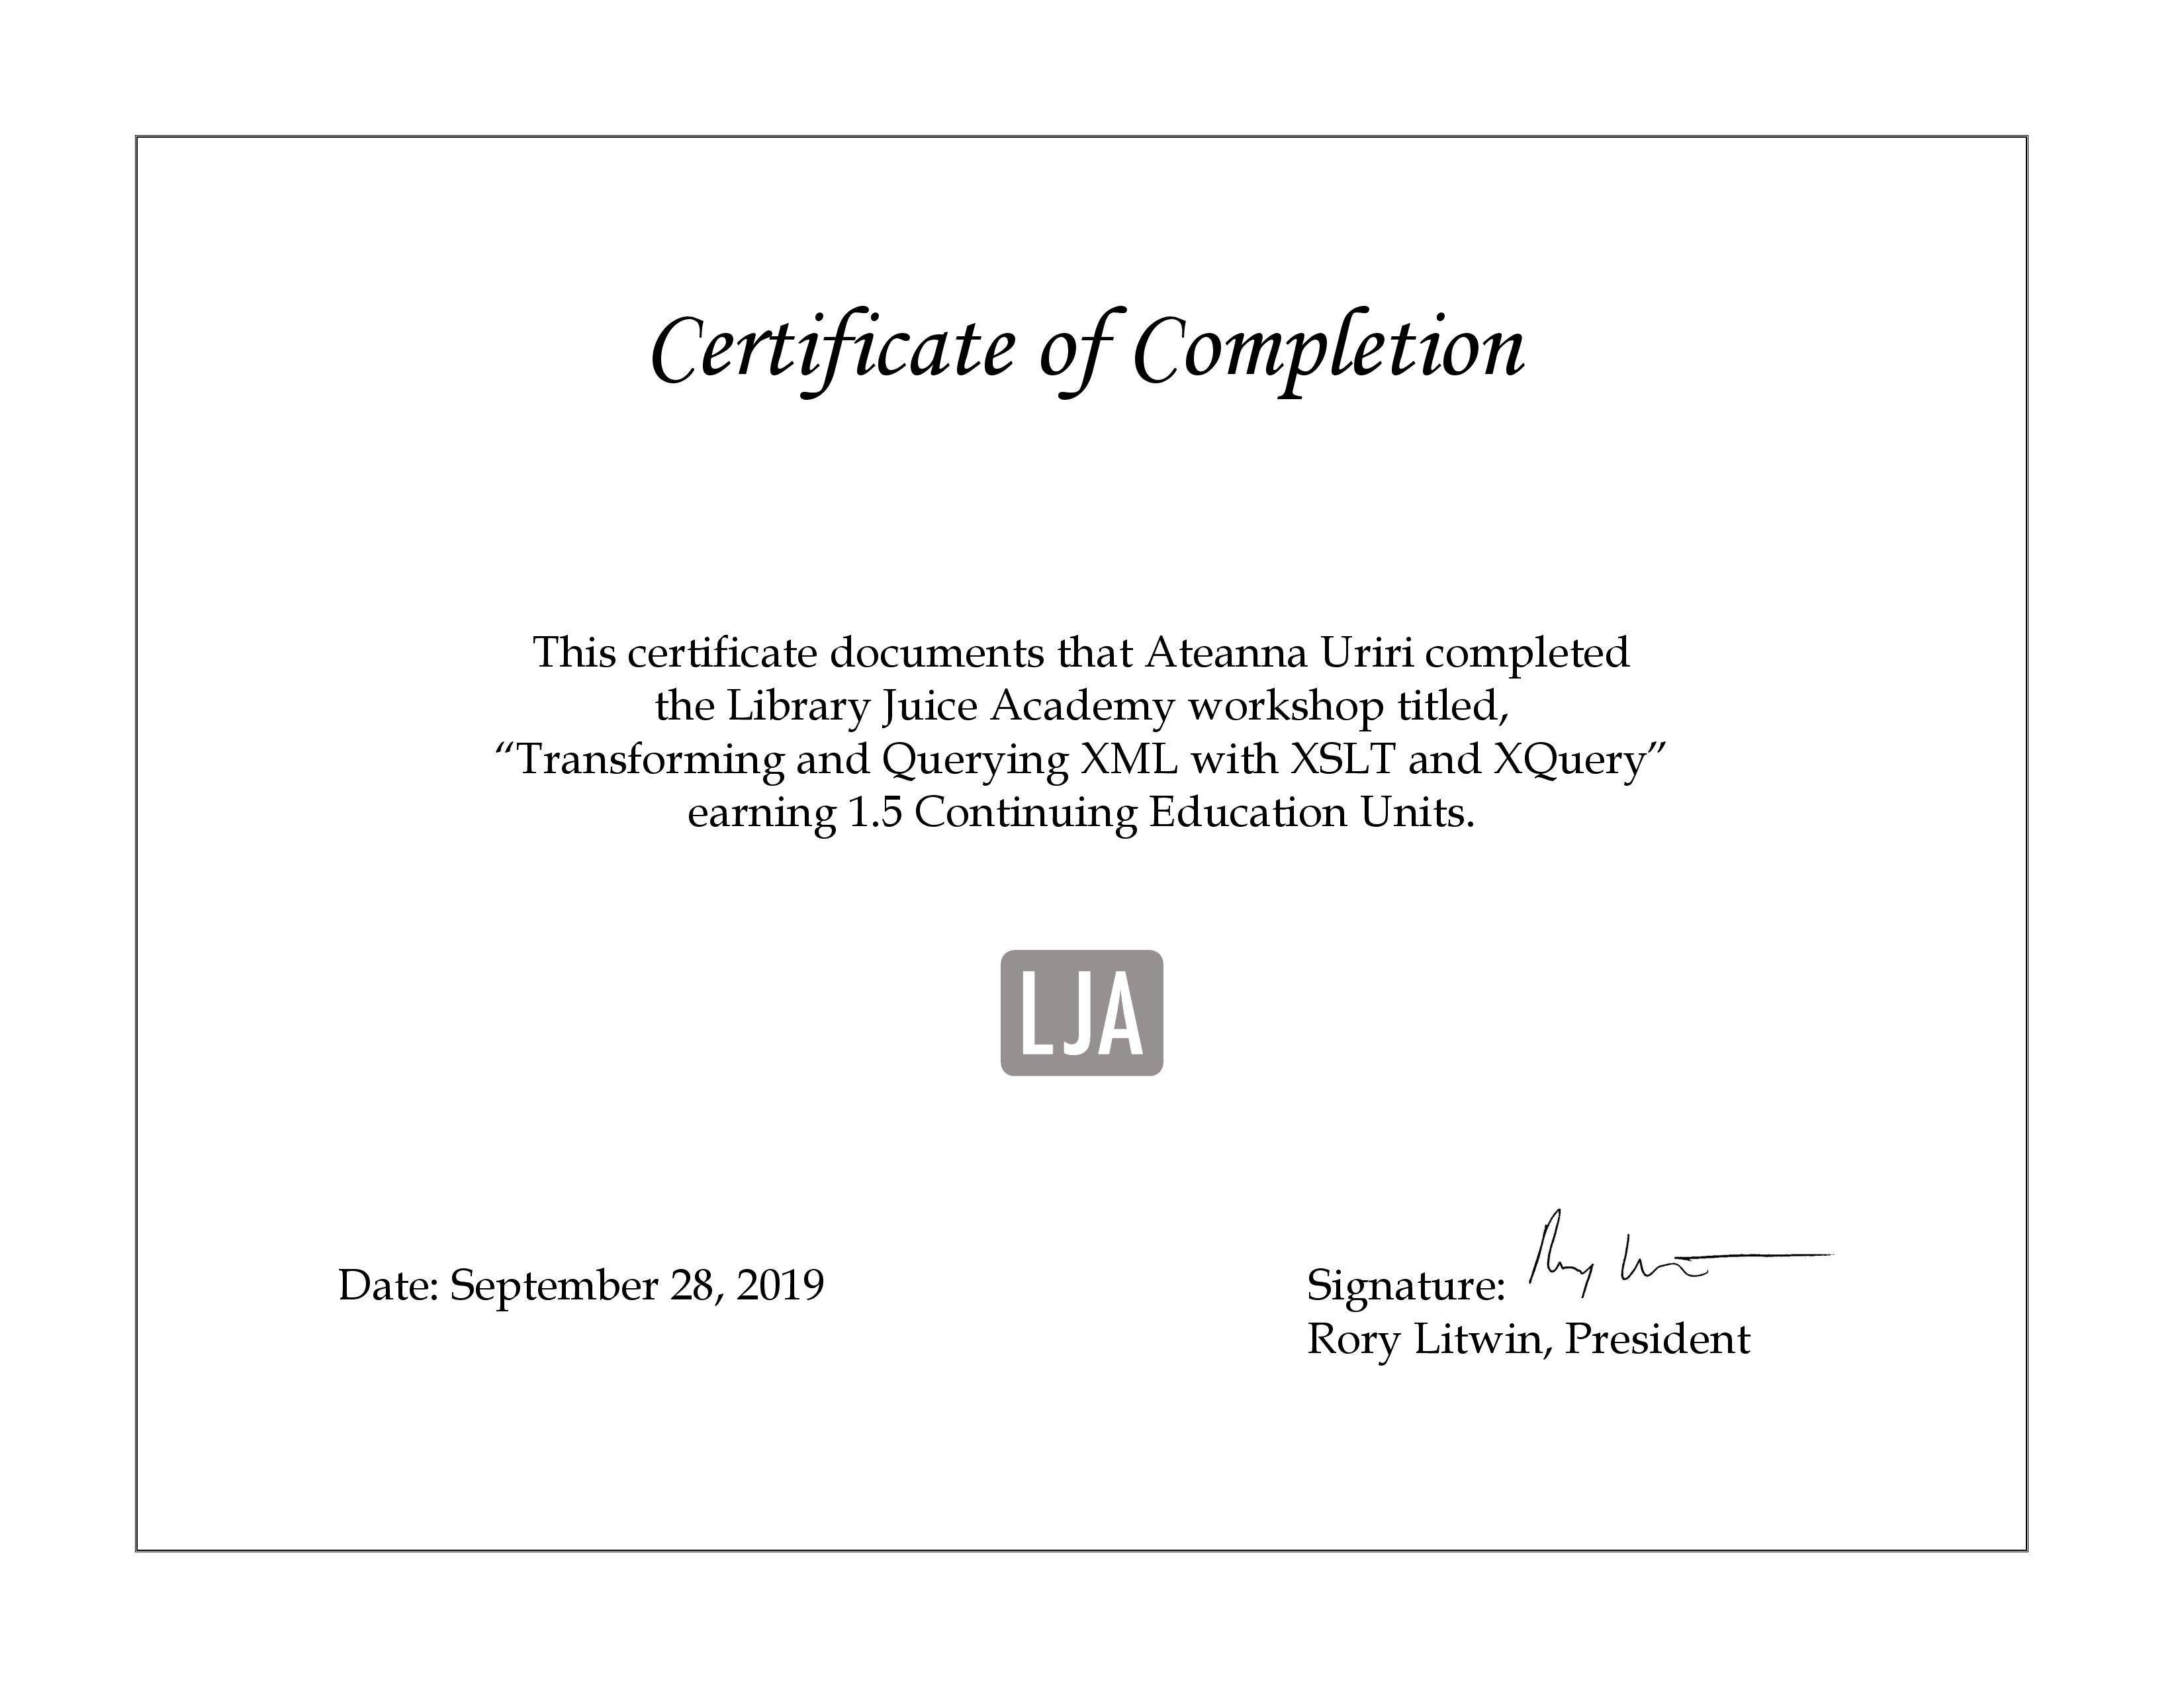 Certificate of Completion
This certificate documents that Ateanna Uriri completed
the Library Juice Academy workshop titled,
“Transforming and Querying XML with XSLT and XQuery”
earning 1.5 Continuing Education Units.
LJA
Date: September 28, 2019
Signature:
Rory Litwin, President